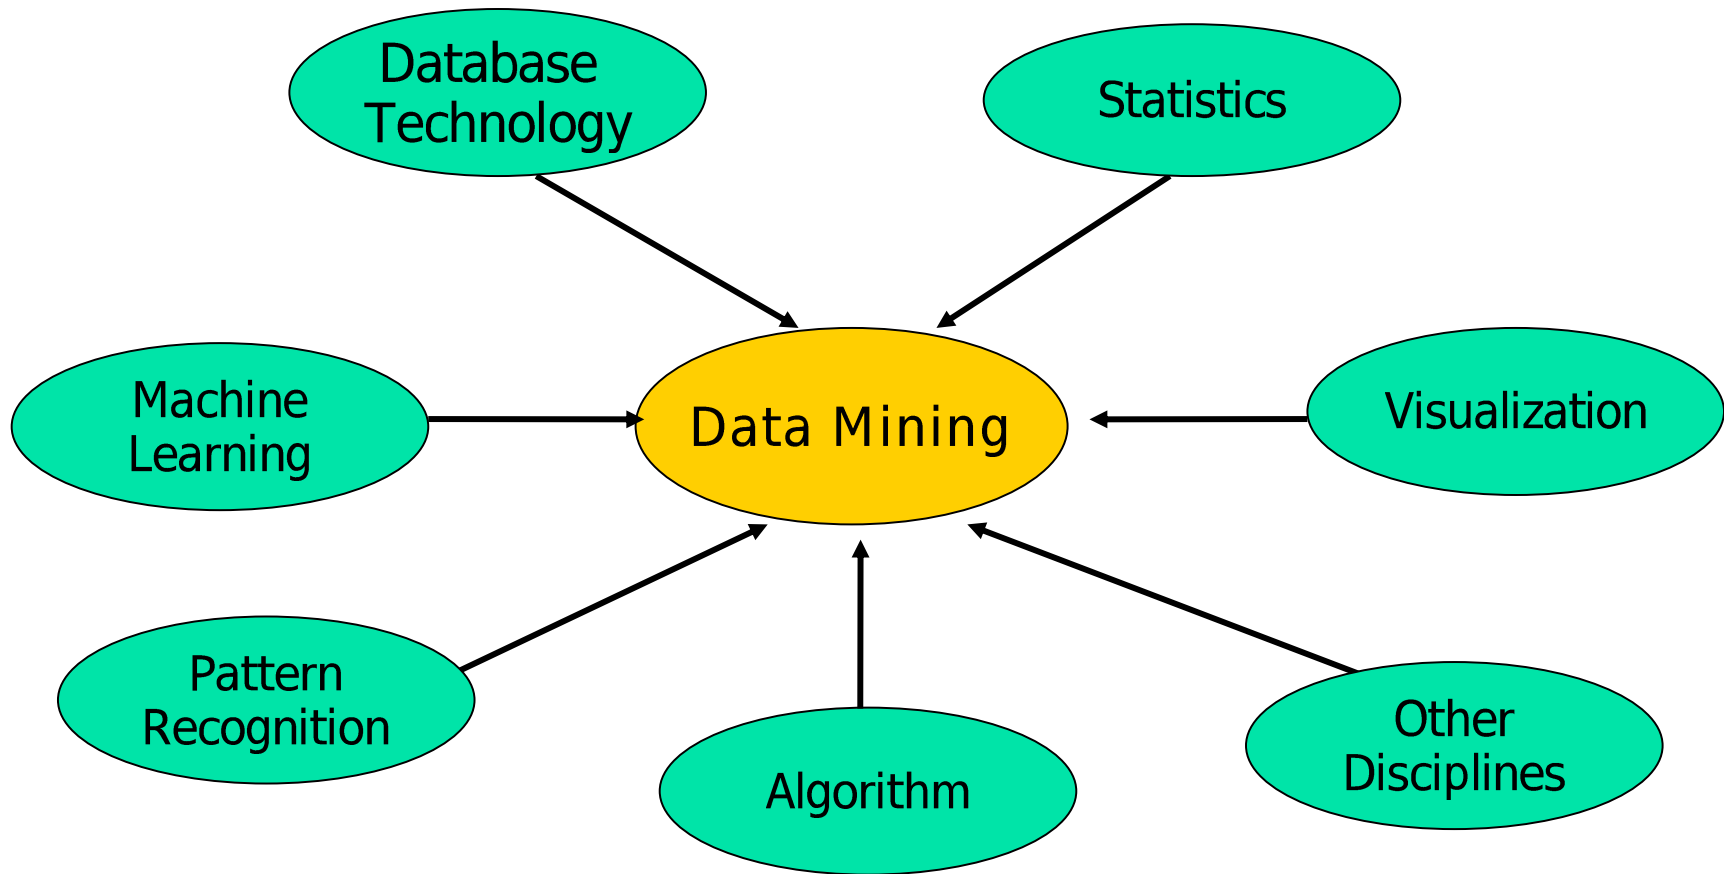 Database
Technology
Statistics
Machine
Learning
Data Mining
Visualization
Pattern
Recognition
Algorithm
Other
Disciplines